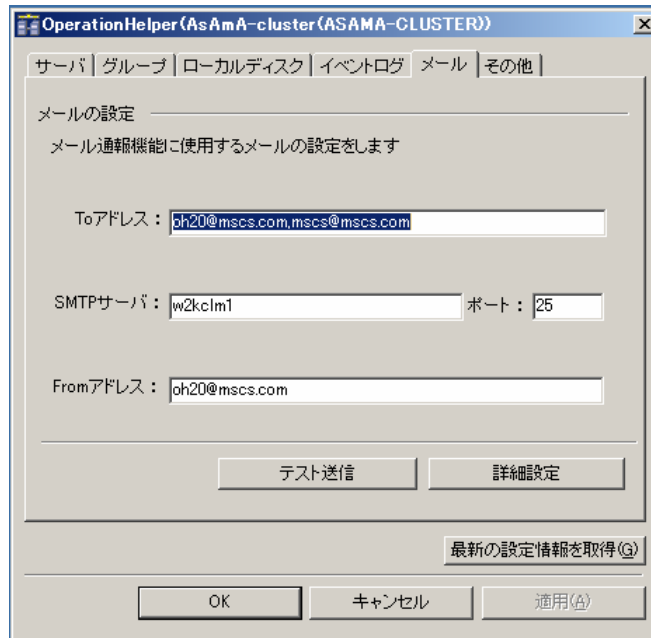 OperationHelper(AsAmA-cluster(ASAMA-CLUSTER))
サーバ グループ ローカルディスク イベントログ メール その他
メールの設定
メール通報機能に使用するメールの設定をします
Toアドレス： oh20@mscs.com,mscs@mscs.com
SMTPサーバ： w2kclm1 ポート： 25
Fromアドレス： oh20@mscs.com
テスト送信 詳細設定
最新の設定情報を取得(G)
OK キャンセル 適用(A)